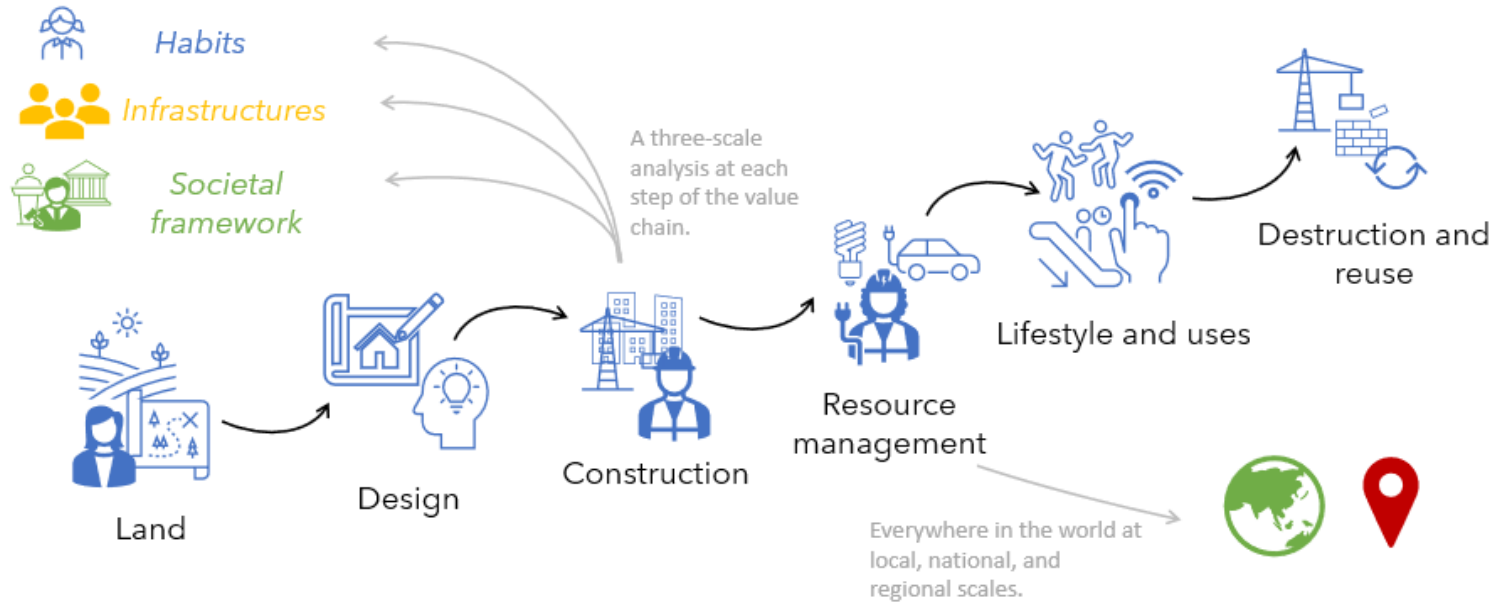 Habits
Infrastructures
Societal
framework
A three-scale
analysis at each
step of the value
chain.
Land
Design
Construction
Resource
management
Lifestyle and uses
Destruction and
reuse
Everywhere in the world at
local, national, and
regional scales.